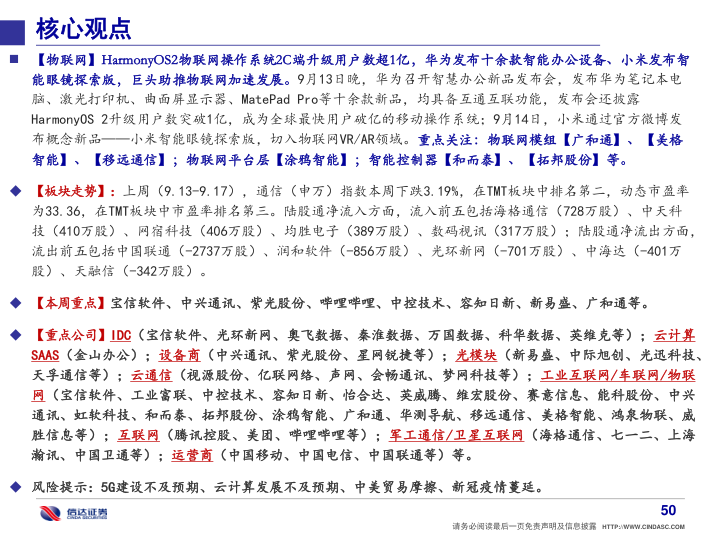 核心观点
【物联网】HarmonyOS2物联网操作系统2C端升级用户数超1亿，华为发布十余款智能办公设备、小米发布智
能眼镜探索版，巨头助推物联网加速发展。9月13日晚，华为召开智慧办公新品发布会，发布华为笔记本电
脑、激光打印机、曲面屏显示器、MatePad Pro等十余款新品，均具备互通互联功能，发布会还披露
HarmonyOS 2升级用户数突破1亿，成为全球最快用户破亿的移动操作系统；9月14日，小米通过官方微博发
布概念新品——小米智能眼镜探索版，切入物联网VR/AR领域。重点关注：物联网模组【广和通】、【美格
智能】、【移远通信】；物联网平台层【涂鸦智能】；智能控制器【和而泰】、【拓邦股份】等。
【板块走势】：上周（9.13-9.17），通信（申万）指数本周下跌3.19%，在TMT板块中排名第二，动态市盈率
为33.36，在TMT板块中市盈率排名第三。陆股通净流入方面，流入前五包括海格通信（728万股）、中天科
技（410万股）、网宿科技（406万股）、均胜电子（389万股）、数码视讯（317万股）；陆股通净流出方面，
流出前五包括中国联通（-2737万股）、润和软件（-856万股）、光环新网（-701万股）、中海达（-401万
股）、天融信（-342万股）。
【本周重点】宝信软件、中兴通讯、紫光股份、哔哩哔哩、中控技术、容知日新、新易盛、广和通等。
【重点公司】IDC（宝信软件、光环新网、奥飞数据、秦淮数据、万国数据、科华数据、英维克等）；云计算
SAAS（金山办公）；设备商（中兴通讯、紫光股份、星网锐捷等）；光模块（新易盛、中际旭创、光迅科技、
天孚通信等）；云通信（视源股份、亿联网络、声网、会畅通讯、梦网科技等）；工业互联网/车联网/物联
网（宝信软件、工业富联、中控技术、容知日新、怡合达、英威腾、维宏股份、赛意信息、能科股份、中兴
通讯、虹软科技、和而泰、拓邦股份、涂鸦智能、广和通、华测导航、移远通信、美格智能、鸿泉物联、威
胜信息等）；互联网（腾讯控股、美团、哔哩哔哩等）；军工通信/卫星互联网（海格通信、七一二、上海
瀚讯、中国卫通等）；运营商（中国移动、中国电信、中国联通等）等。
风险提示：5G建设不及预期、云计算发展不及预期、中美贸易摩擦、新冠疫情蔓延。
信达证券
CINDA SECURITIES
50
请务必阅读最后一页免责声明及信息披露 HTTP://WWW.CINDASC.COM